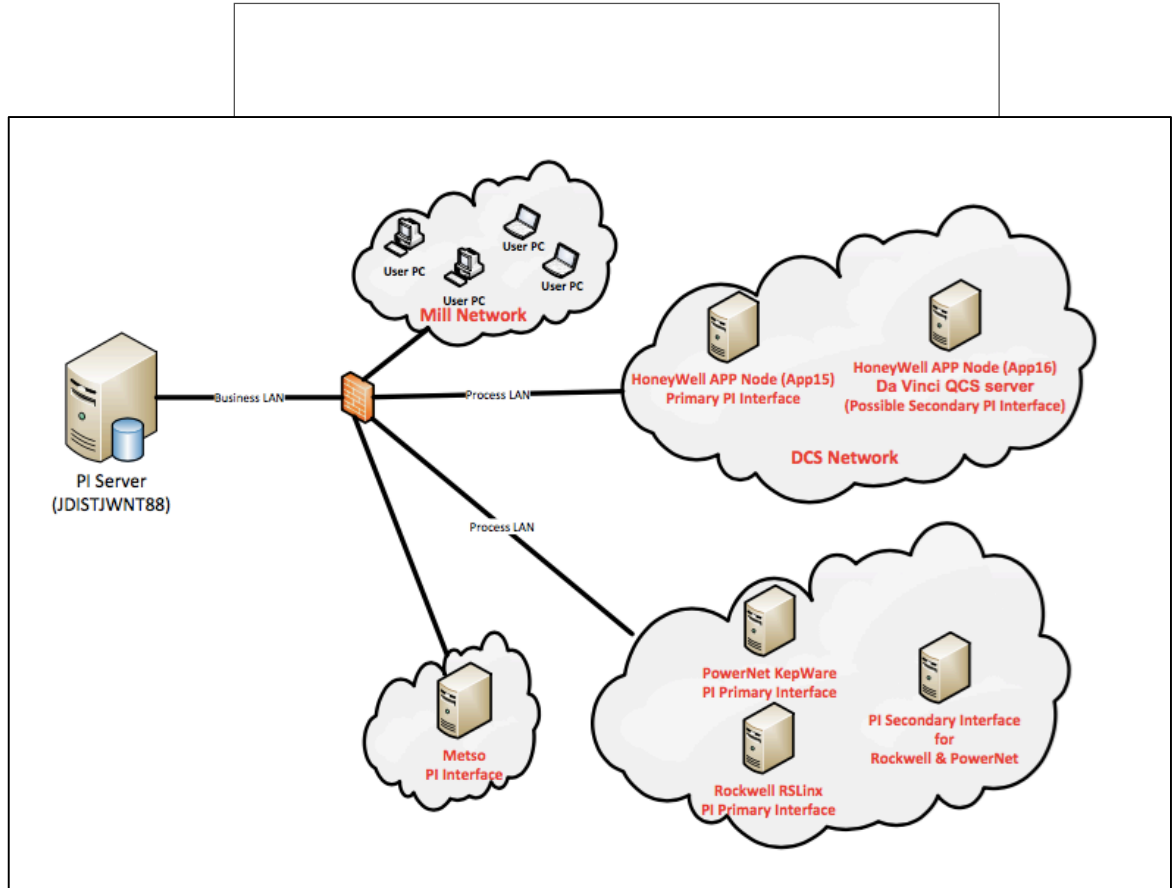 User PC
User PC
User PC
User PC
Mill Network
Business LAN
Process LAN
HoneyWell APP Node (App15)
Primary PI Interface
HoneyWell APP Node (App16)
Da Vinci QCS server
(Possible Secondary PI Interface)
DCS Network
PI Server
(JDISTJWNT88)
Process LAN
PowerNet KepWare
PI Primary Interface
PI Secondary Interface
for
Rockwell & PowerNet
Metso
PI Interface
Rockwell RSLinx
PI Primary Interface